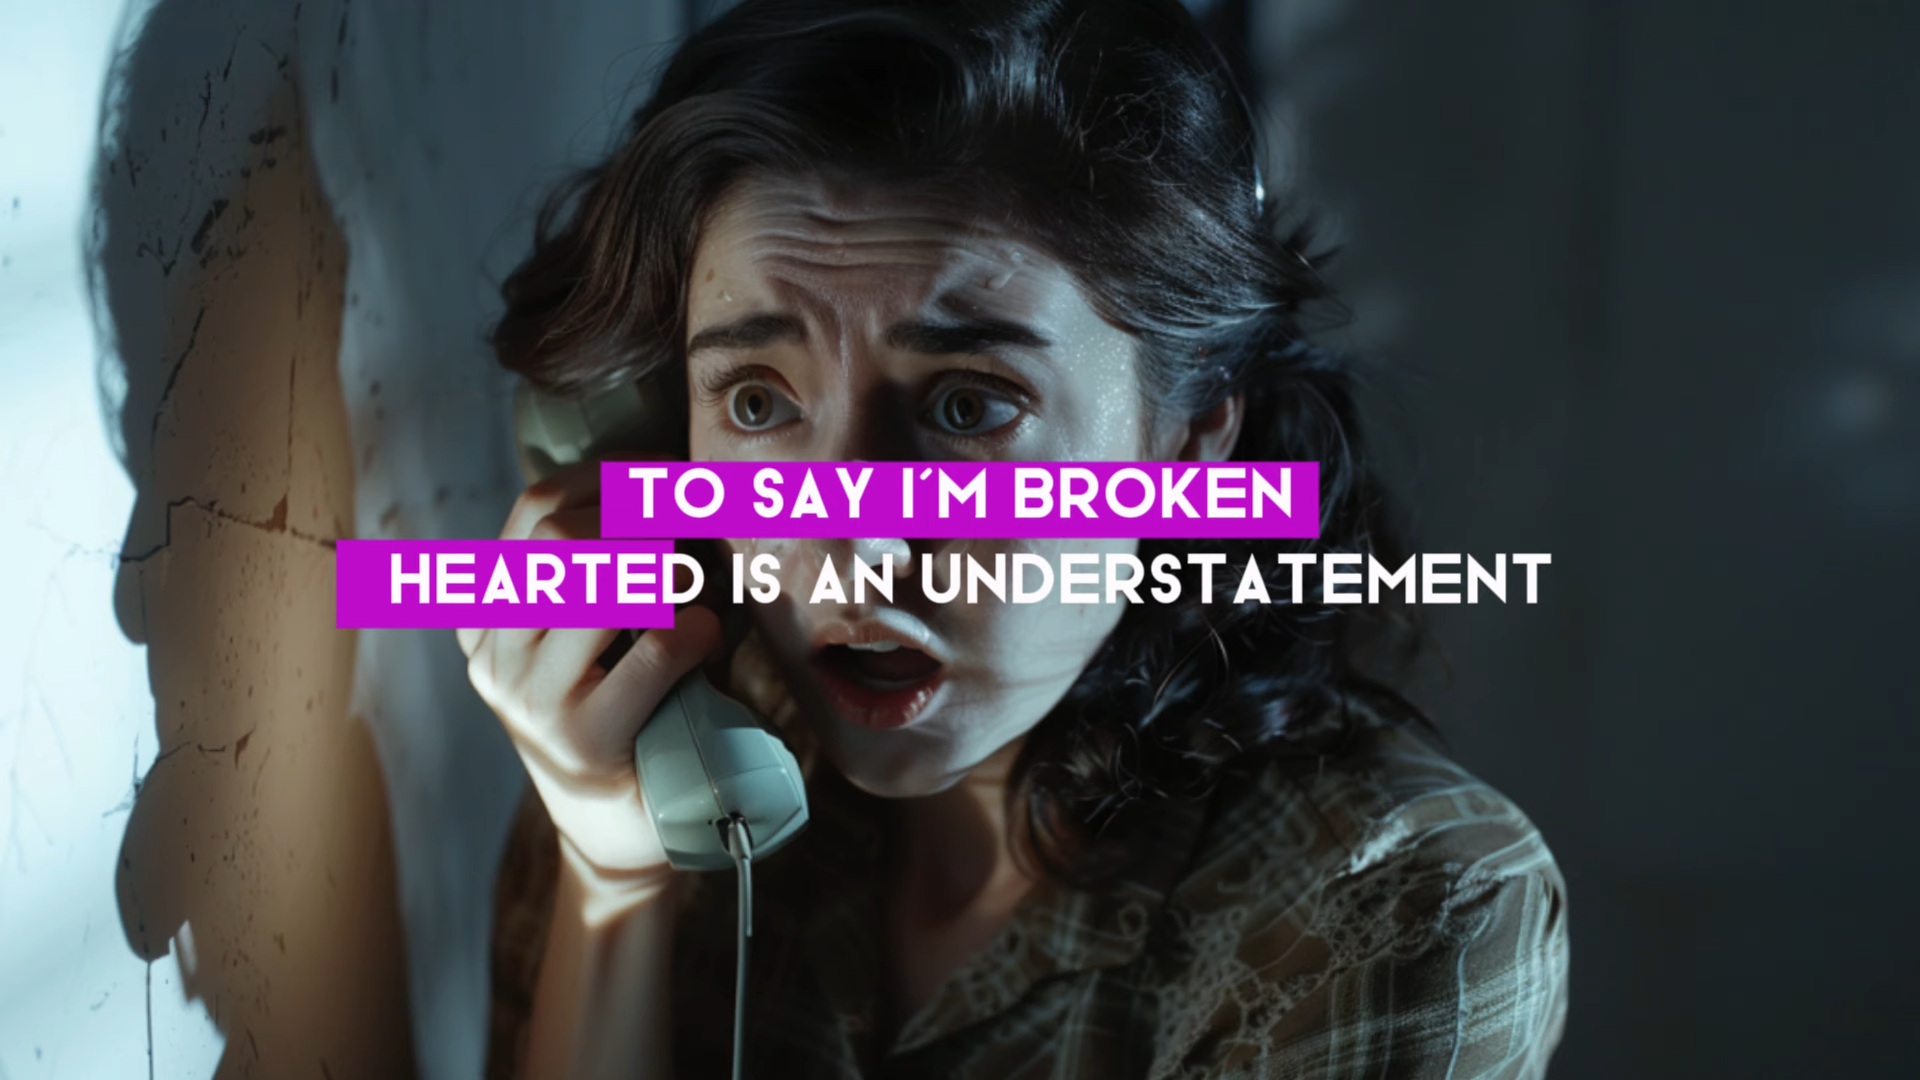 TO SAY I'M BROKEN
HEARTED IS AN UNDERSTATEMENT